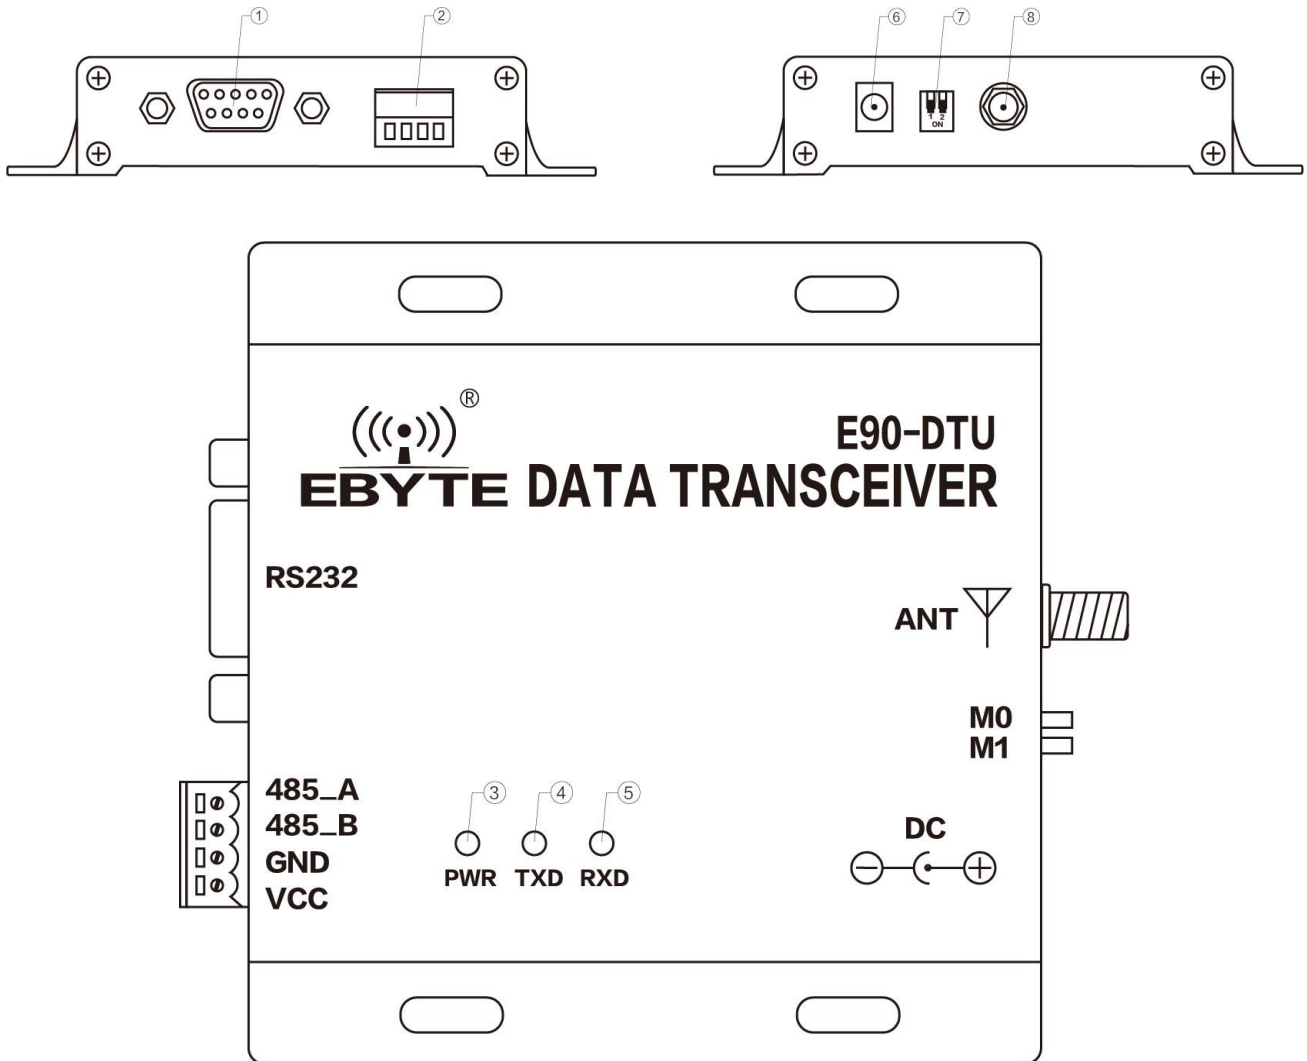 ① ② ⑥ ⑦ ⑧
1 2
ON
®
E90-DTU
EBYTE DATA TRANSCEIVER
RS232
ANT
M0
M1
485_A
485_B
GND
VCC
③ ④ ⑤
PWR TXD RXD
DC